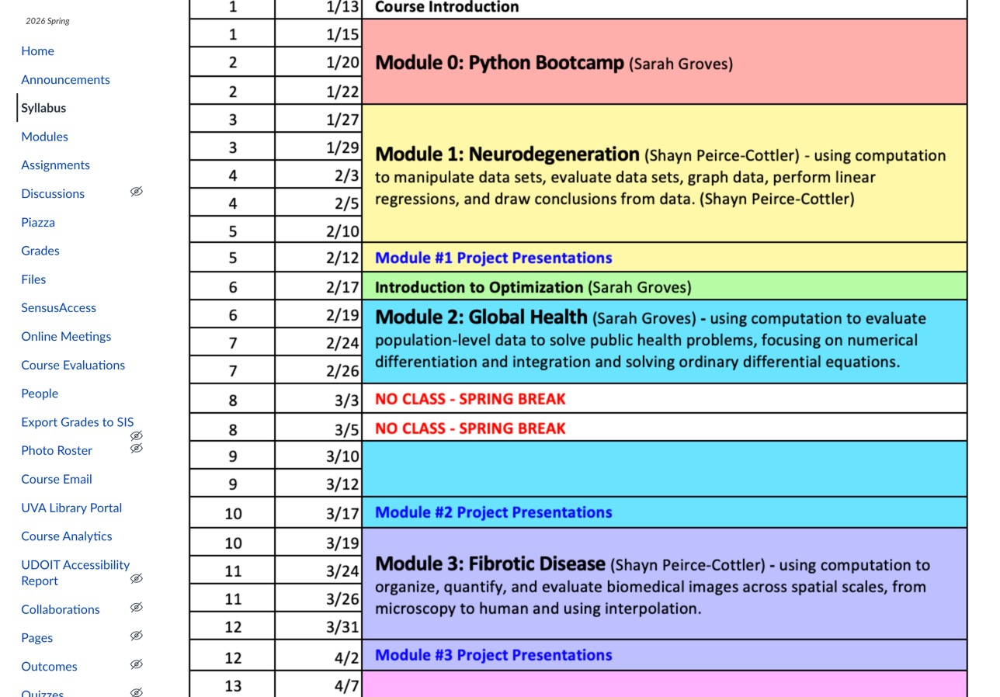 2026 Spring
Home
Announcements
Syllabus
Modules
Assignments
Discussions
Piazza
Grades
Files
SensusAccess
Online Meetings
Course Evaluations
People
Export Grades to SIS
Photo Roster
Course Email
UVA Library Portal
Course Analytics
UDOIT Accessibility
Report
Collaborations
Pages
Outcomes
Quizzes
1 1/13 Course Introduction
1 1/15
2 1/20 Module 0: Python Bootcamp (Sarah Groves)
2 1/22
3 1/27
3 1/29 Module 1: Neurodegeneration (Shayn Peirce-Cottler) - using computation
4 2/3 to manipulate data sets, evaluate data sets, graph data, perform linear
4 2/5 regressions, and draw conclusions from data. (Shayn Peirce-Cottler)
5 2/10
5 2/12 Module #1 Project Presentations
6 2/17 Introduction to Optimization (Sarah Groves)
6 2/19 Module 2: Global Health (Sarah Groves) - using computation to evaluate
7 2/24 population-level data to solve public health problems, focusing on numerical
7 2/26 differentiation and integration and solving ordinary differential equations.
8 3/3 NO CLASS - SPRING BREAK
8 3/5 NO CLASS - SPRING BREAK
9 3/10
9 3/12
10 3/17 Module #2 Project Presentations
10 3/19 Module 3: Fibrotic Disease (Shayn Peirce-Cottler) - using computation to
11 3/24 organize, quantify, and evaluate biomedical images across spatial scales, from
11 3/26 microscopy to human and using interpolation.
12 3/31
12 4/2 Module #3 Project Presentations
13 4/7